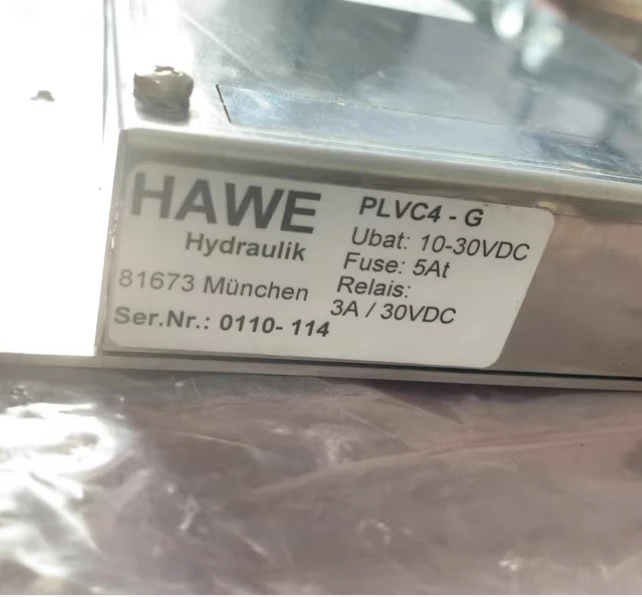 HAWE
Hydraulik
81673 München
Ser.Nr.: 0110- 114
PLVC4 - G
Ubat: 10-30VDC
Fuse: 5At
Relais:
3A / 30VDC